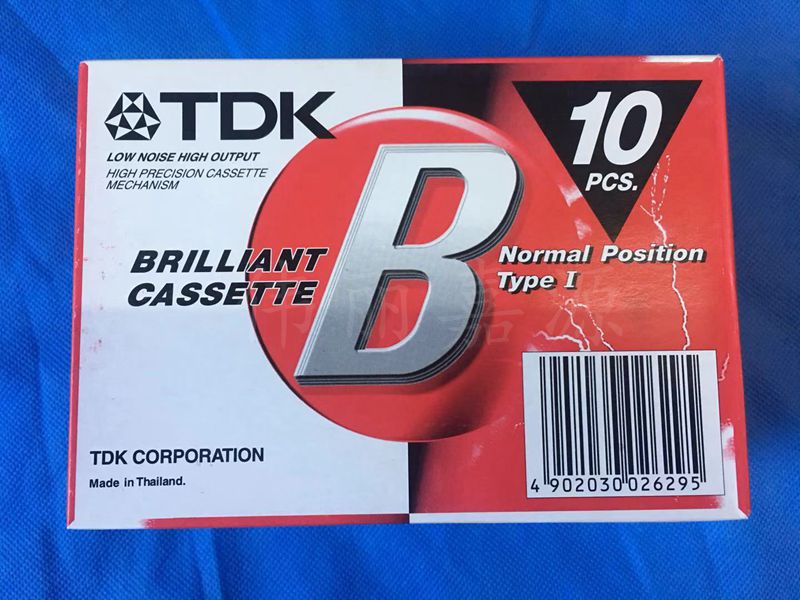 TDK
LOW NOISE HIGH OUTPUT
HIGH PRECISION CASSETTE
MECHANISM
10
PCS.
B
BRILLIANT
CASSETTE
Normal Position
Type I
TDK CORPORATION
Made in Thailand.
4 902030 026295